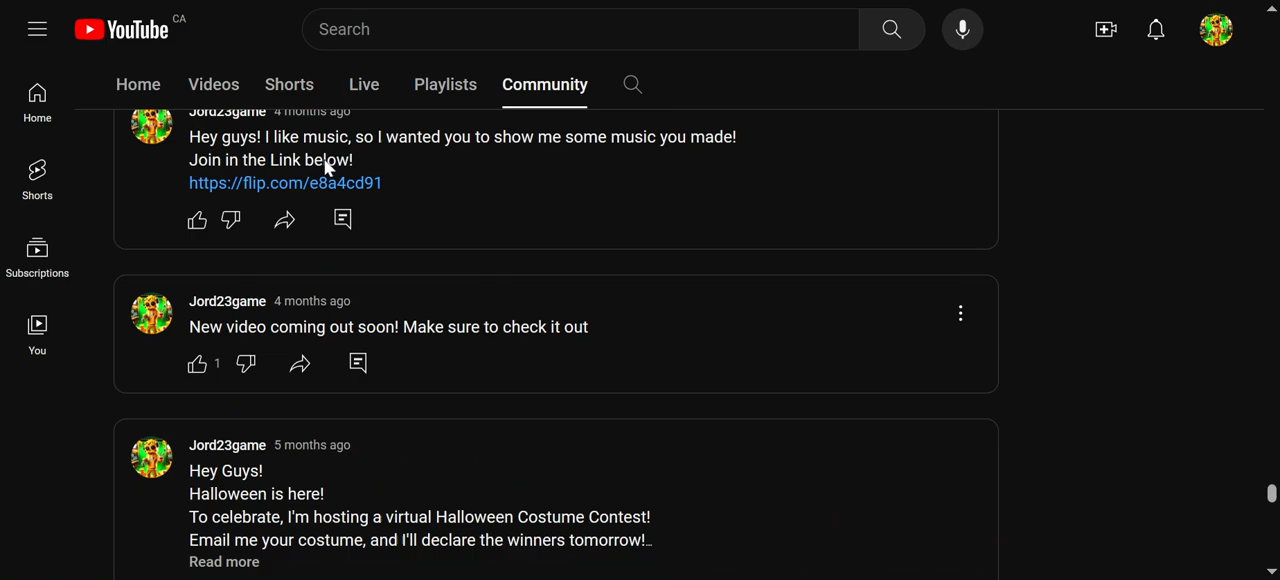 YouTube CA
Search
Home
Videos
Shorts
Live
Playlists
Community
Home
Shorts
Subscriptions
You
Jord23game 4 months ago
Hey guys! I like music, so I wanted you to show me some music you made!
Join in the Link below!
https://flip.com/e8a4cd91
Jord23game 4 months ago
New video coming out soon! Make sure to check it out
1
Jord23game 5 months ago
Hey Guys!
Halloween is here!
To celebrate, I'm hosting a virtual Halloween Costume Contest!
Email me your costume, and I'll declare the winners tomorrow!...
Read more